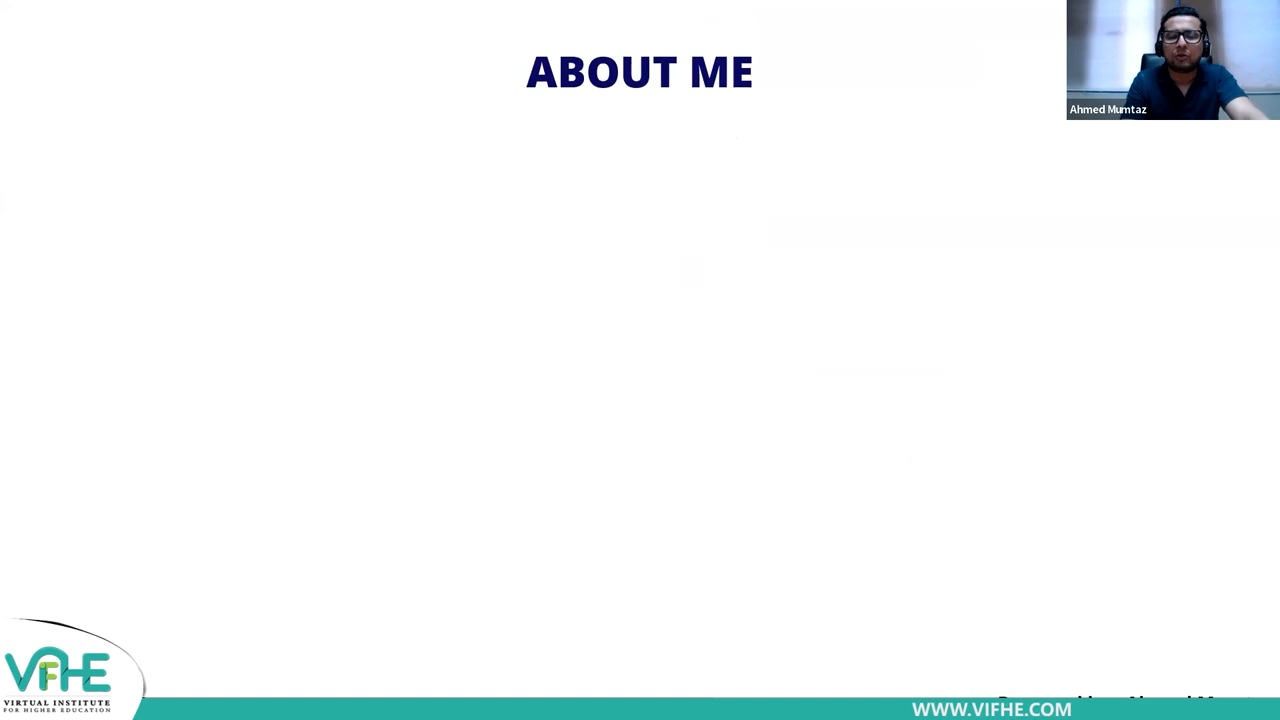 ABOUT ME
Ahmed Mumtaz
VIFHE
VIRTUAL INSTITUTE
FOR HIGHER EDUCATION
WWW.VIFHE.COM